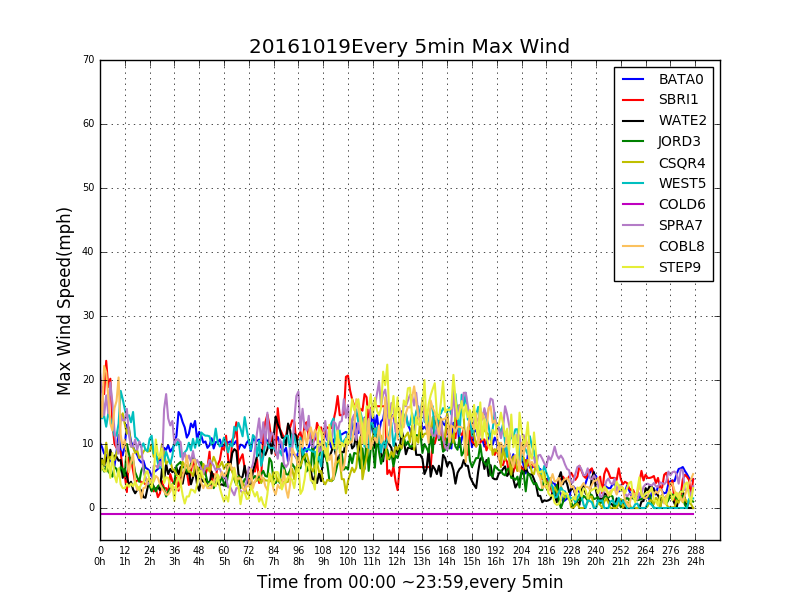 20161019Every 5min Max Wind
70
60
50
40
30
20
10
0
Max Wind Speed(mph)
BATA0
SBRI1
WATE2
JORD3
CSQR4
WEST5
COLD6
SPRA7
COBL8
STEP9
0 12 24 36 48 60 72 84 96 108 120 132 144 156 168 180 192 204 216 228 240 252 264 276 288
0h 1h 2h 3h 4h 5h 6h 7h 8h 9h 10h 11h 12h 13h 14h 15h 16h 17h 18h 19h 20h 21h 22h 23h 24h
Time from 00:00 ~23:59,every 5min